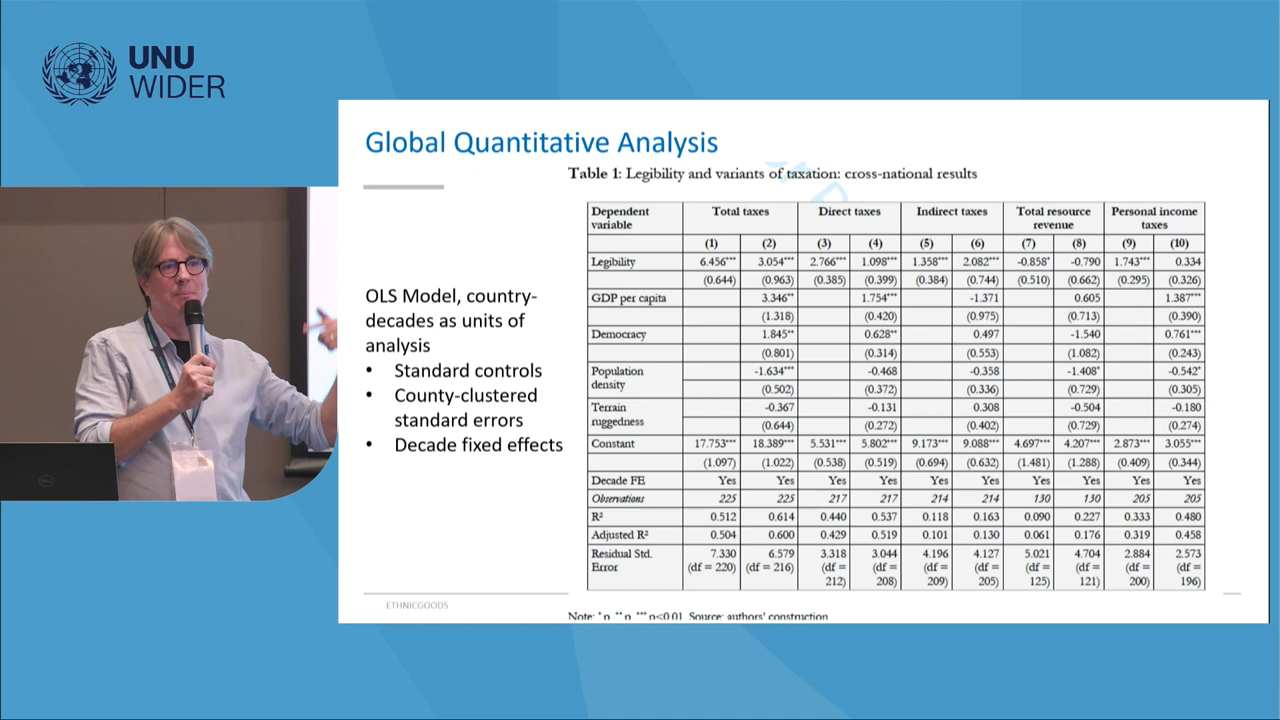 UNU
WIDER
Global Quantitative Analysis
Table 1: Legibility and variants of taxation: cross-national results
OLS Model, country-
decades as units of
analysis
• Standard controls
• County-clustered
standard errors
• Decade fixed effects
Dependent variable Total taxes Direct taxes Indirect taxes Total resource revenue Personal income taxes
(1) (2) (3) (4) (5) (6) (7) (8) (9) (10)
Legibility 6.456*** 3.054*** 2.766*** 1.098*** 1.358*** 2.082*** -0.858* -0.790 1.743*** 0.334
(0.644) (0.963) (0.385) (0.399) (0.384) (0.744) (0.510) (0.662) (0.295) (0.326)
GDP per capita 3.346** 1.754*** -1.371 0.605 1.387***
(1.318) (0.420) (0.975) (0.713) (0.390)
Democracy 1.845** 0.628** 0.497 -1.540 0.761***
(0.801) (0.314) (0.553) (1.082) (0.243)
Population density -1.634*** -0.468 -0.358 -1.408* -0.542*
(0.502) (0.372) (0.336) (0.729) (0.305)
Terrain ruggedness -0.367 -0.131 0.308 -0.504 -0.180
(0.644) (0.272) (0.402) (0.729) (0.274)
Constant 17.753*** 18.389*** 5.531*** 5.802*** 9.173*** 9.088*** 4.697*** 4.207*** 2.873*** 3.055***
(1.097) (1.022) (0.538) (0.519) (0.694) (0.632) (1.481) (1.288) (0.409) (0.344)
Decade FE Yes Yes Yes Yes Yes Yes Yes Yes Yes Yes
Observations 225 225 217 217 214 214 130 130 205 205
R² 0.512 0.614 0.440 0.537 0.118 0.163 0.090 0.227 0.333 0.480
Adjusted R² 0.504 0.600 0.429 0.519 0.101 0.130 0.061 0.176 0.319 0.458
Residual Std. Error 7.330 (df = 220) 6.579 (df = 216) 3.318 (df = 212) 3.044 (df = 208) 4.196 (df = 209) 4.127 (df = 205) 5.021 (df = 125) 4.704 (df = 121) 2.884 (df = 200) 2.573 (df = 196)
ETHNICGOODS
Note: *p **p ***p<0.01 Source: authors' construction